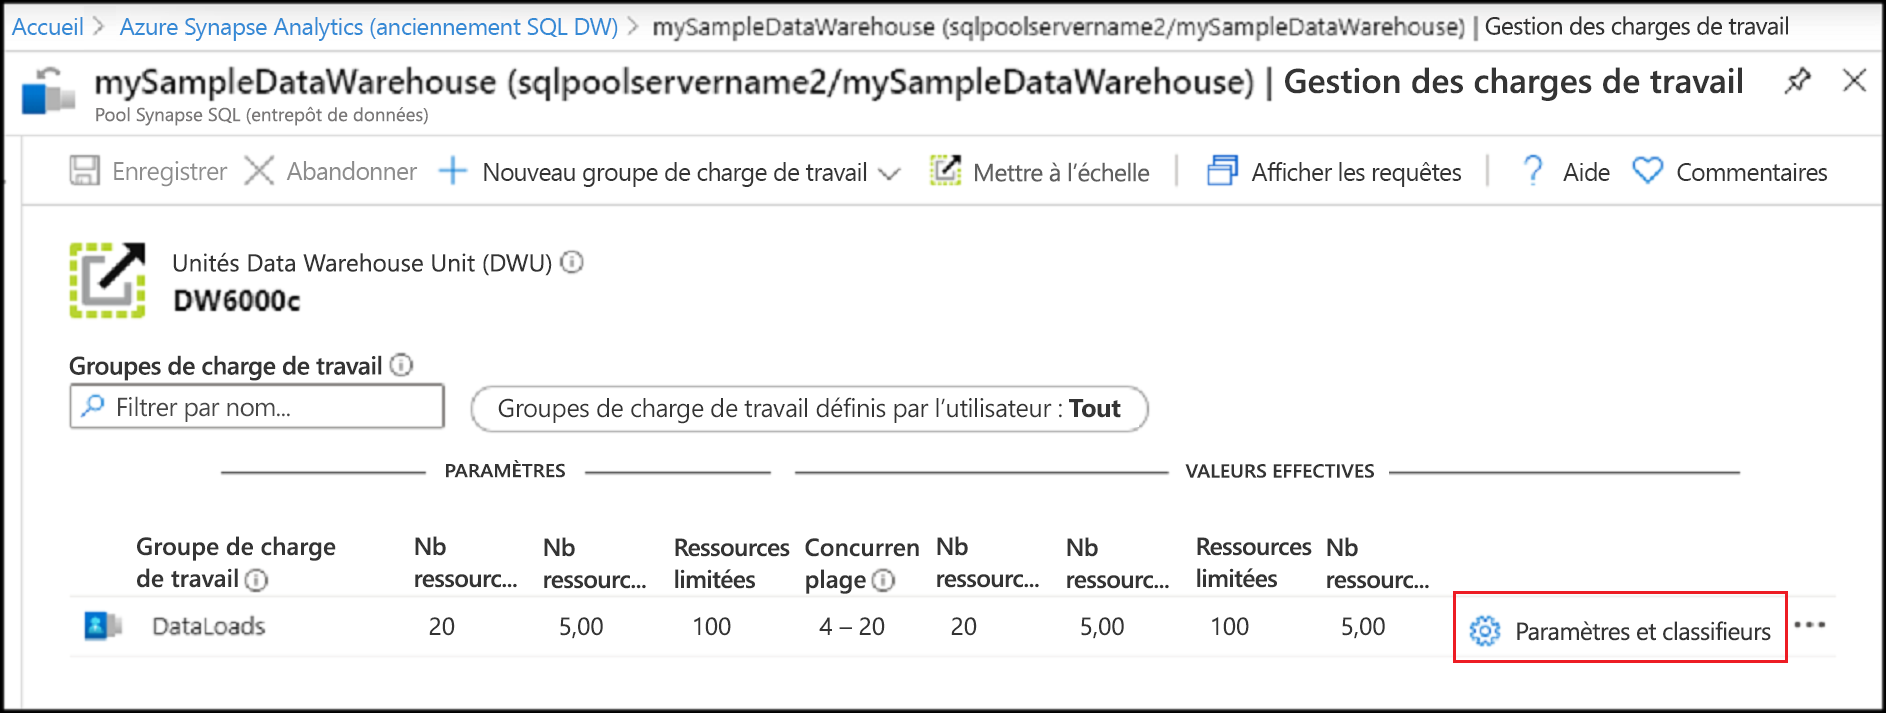 Accueil > Azure Synapse Analytics (anciennement SQL DW) > mySampleDataWarehouse (sqlpoolservername2/mySampleDataWarehouse) | Gestion des charges de travail
mySampleDataWarehouse (sqlpoolservername2/mySampleDataWarehouse) | Gestion des charges de travail
Pool Synapse SQL (entrepôt de données)
Enregistrer Abandonner Nouveau groupe de charge de travail Mettre à l’échelle Afficher les requêtes ? Aide Commentaires
Unités Data Warehouse Unit (DWU)
DW6000c
Groupes de charge de travail
Filtrer par nom... Groupes de charge de travail définis par l’utilisateur : Tout
PARAMÈTRES VALEURS EFFECTIVES
Groupe de charge Nb Nb Ressources Concurren Nb Nb Ressources Nb
de travail ressourc... ressourc... limitées plage ressourc... ressourc... limitées ressourc...
DataLoads 20 5,00 100 4 – 20 20 5,00 100 5,00 Paramètres et classifieurs ...